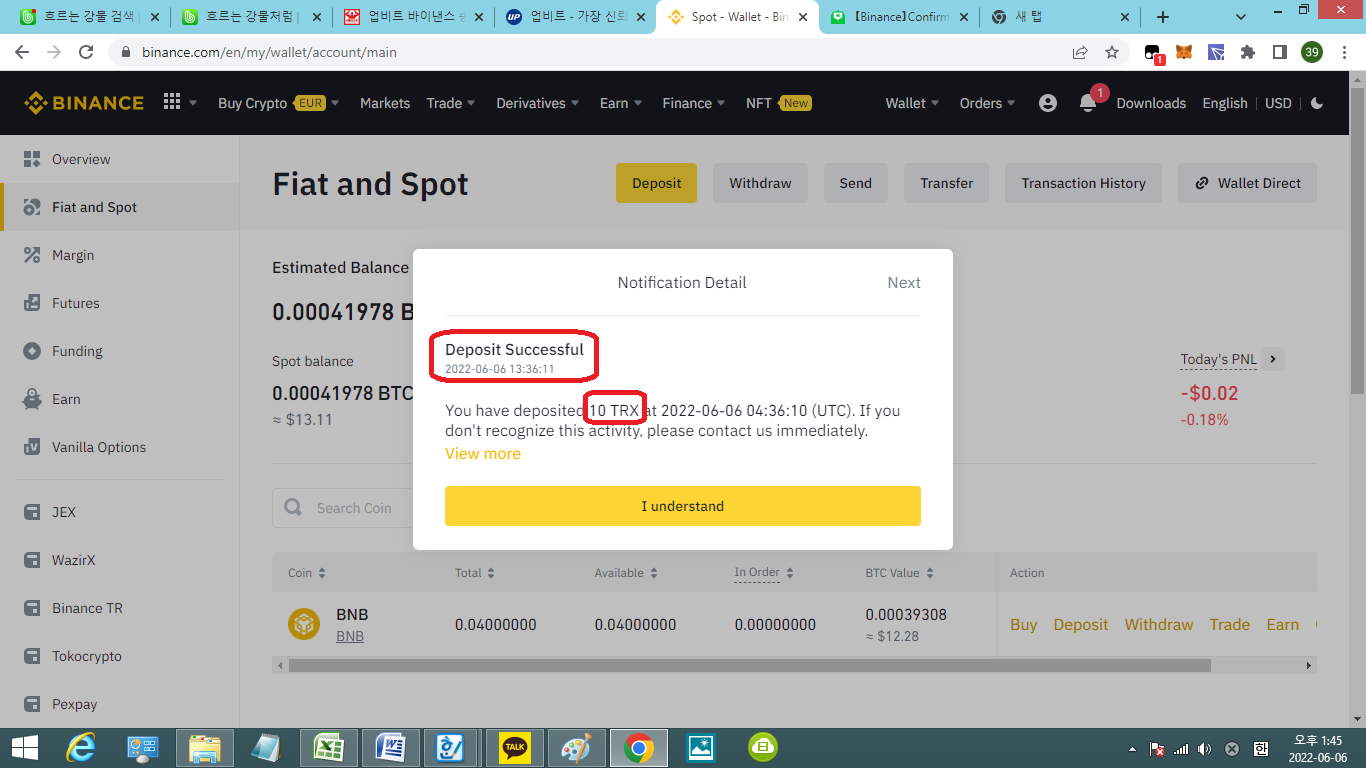 흐르는 강물 검색
흐르는 강물처럼
업비트 바이낸스
업비트 - 가장 신뢰
Spot - Wallet - Bin
【Binance】Confirm
새 탭
binance.com/en/my/wallet/account/main
1
39
BINANCE
Buy Crypto EUR
Markets
Trade
Derivatives
Earn
Finance
NFT New
Wallet
Orders
1
Downloads
English
USD
Overview
Fiat and Spot
Margin
Futures
Funding
Earn
Vanilla Options
JEX
WazirX
Binance TR
Tokocrypto
Pexpay
Fiat and Spot
Deposit
Withdraw
Send
Transfer
Transaction History
Wallet Direct
Estimated Balance
0.00041978 B
Spot balance
0.00041978 BTC
≈ $13.11
Today's PNL
-$0.02
-0.18%
Notification Detail
Next
Deposit Successful
2022-06-06 13:36:11
You have deposited 10 TRX at 2022-06-06 04:36:10 (UTC). If you
don't recognize this activity, please contact us immediately.
View more
I understand
Search Coin
Coin
Total
Available
In Order
BTC Value
Action
BNB
BNB
0.04000000
0.04000000
0.00000000
0.00039308
≈ $12.28
Buy
Deposit
Withdraw
Trade
Earn
TALK
한
오후 1:45
2022-06-06